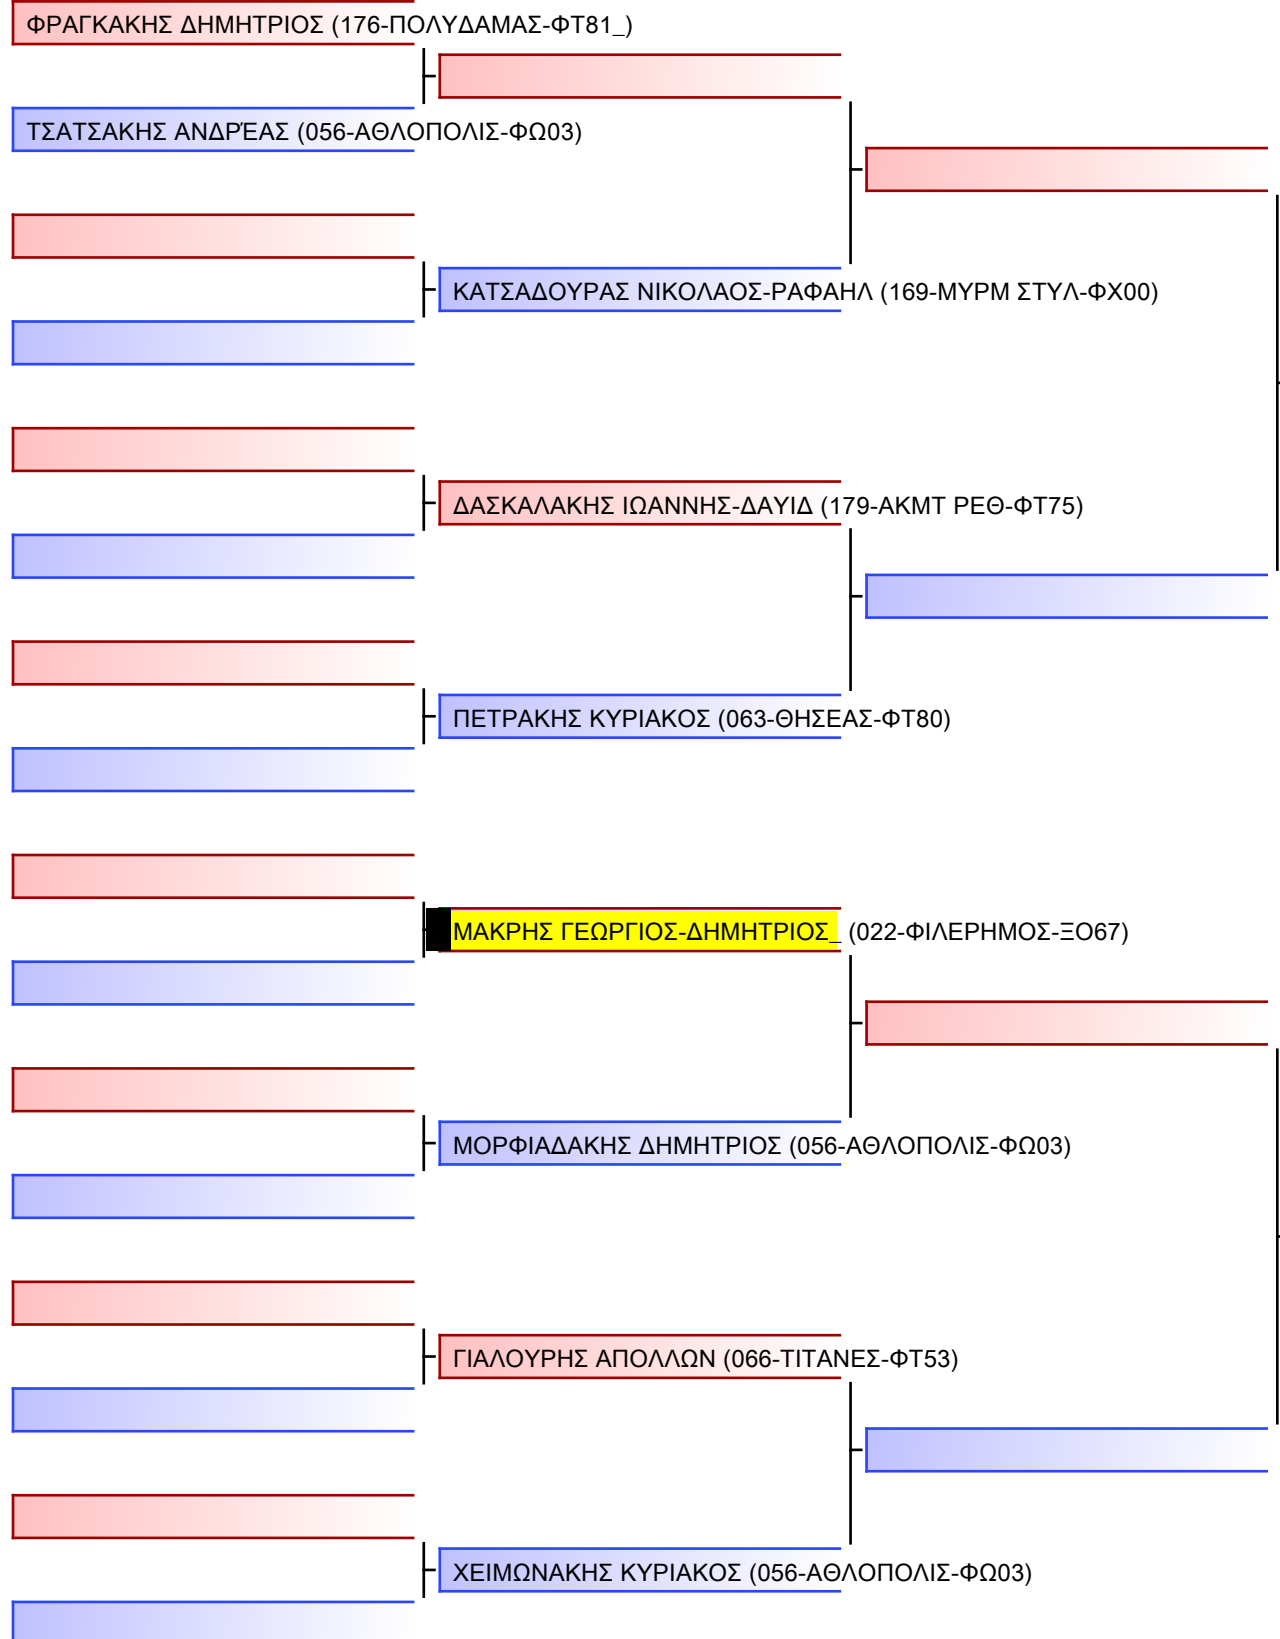 ΦΡΑΓΚΑΚΗΣ ΔΗΜΗΤΡΙΟΣ (176-ΠΟΛΥΔΑΜΑΣ-ΦΤ81_)
ΤΣΑΤΣΑΚΗΣ ΑΝΔΡΈΑΣ (056-ΑΘΛΟΠΟΛΙΣ-ΦΩ03)
ΚΑΤΣΑΔΟΥΡΑΣ ΝΙΚΟΛΑΟΣ-ΡΑΦΑΗΛ (169-ΜΥΡΜ ΣΤΥΛ-ΦΧ00)
ΔΑΣΚΑΛΑΚΗΣ ΙΩΑΝΝΗΣ-ΔΑΥΙΔ (179-ΑΚΜΤ ΡΕΘ-ΦΤ75)
ΠΕΤΡΑΚΗΣ ΚΥΡΙΑΚΟΣ (063-ΘΗΣΕΑΣ-ΦΤ80)
ΜΑΚΡΗΣ ΓΕΩΡΓΙΟΣ-ΔΗΜΗΤΡΙΟΣ_ (022-ΦΙΛΕΡΗΜΟΣ-ΞΟ67)
ΜΟΡΦΙΑΔΑΚΗΣ ΔΗΜΗΤΡΙΟΣ (056-ΑΘΛΟΠΟΛΙΣ-ΦΩ03)
ΓΙΑΛΟΥΡΗΣ ΑΠΟΛΛΩΝ (066-ΤΙΤΑΝΕΣ-ΦΤ53)
ΧΕΙΜΩΝΑΚΗΣ ΚΥΡΙΑΚΟΣ (056-ΑΘΛΟΠΟΛΙΣ-ΦΩ03)